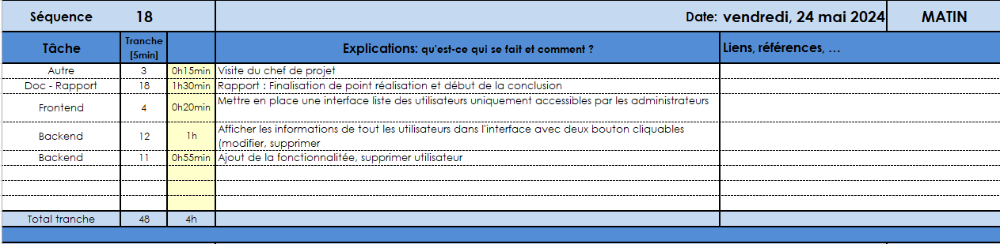 Séquence 18 Date: vendredi, 24 mai 2024 MATIN
Tâche Tranche [5min] Explications: qu'est-ce qui se fait et comment ? Liens, références, ...
Autre 3 0h15min Visite du chef de projet
Doc - Rapport 18 1h30min Rapport : Finalisation de point réalisation et début de la conclusion
Frontend 4 0h20min Mettre en place une interface liste des utilisateurs uniquement accessibles par les administrateurs
Backend 12 1h Afficher les informations de tout les utilisateurs dans l'interface avec deux bouton cliquables
(modifier, supprimer
Backend 11 0h55min Ajout de la fonctionnalitée, supprimer utilisateur
Total tranche 48 4h